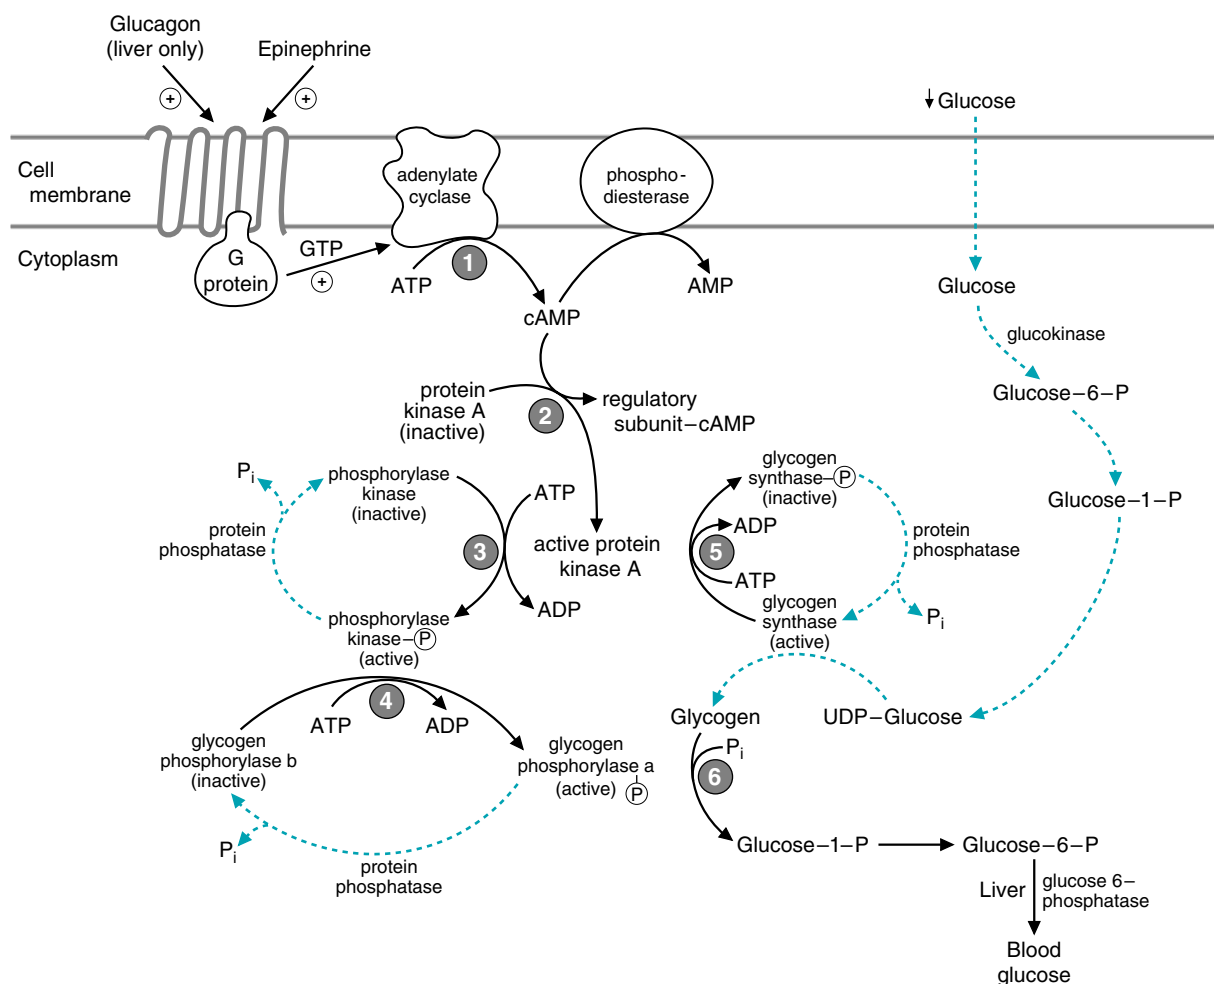 Glucagon
(liver only)
Epinephrine
+
+
↓ Glucose
Cell
membrane
adenylate
cyclase
phospho-
diesterase
Cytoplasm
G
protein
GTP
+
1
ATP
cAMP
AMP
Glucose
glucokinase
Glucose–6–P
protein
kinase A
(inactive)
2
regulatory
subunit–cAMP
Pi
phosphorylase
kinase
(inactive)
ATP
protein
phosphatase
3
active protein
kinase A
ADP
phosphorylase
kinase–P
(active)
glycogen
synthase–P
(inactive)
Glucose–1–P
ADP
5
protein
phosphatase
ATP
glycogen
synthase
(active)
Pi
4
ATP
ADP
glycogen
phosphorylase b
(inactive)
glycogen
phosphorylase a
(active)
P
Pi
protein
phosphatase
Glycogen
UDP–Glucose
Pi
6
Glucose–1–P
Glucose–6–P
Liver
glucose 6–
phosphatase
Blood
glucose